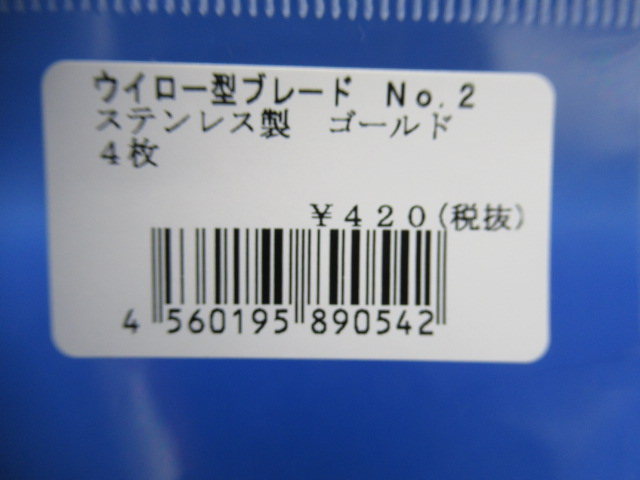 ウイロー型ブレード　No.2
ステンレス製　ゴールド
4枚
¥420(税抜)
4 560195 890542